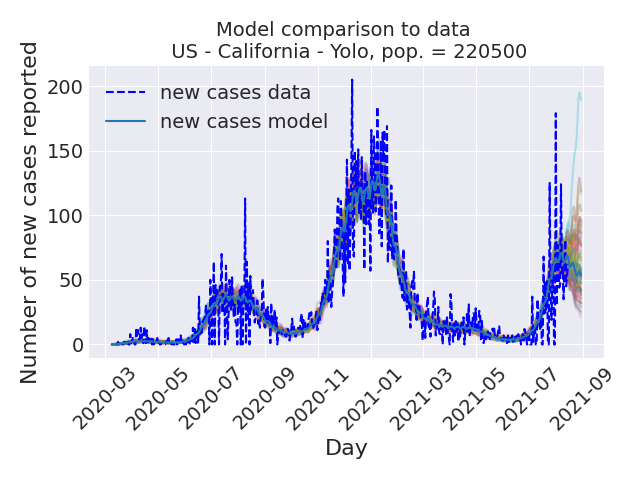 Model comparison to data
US - California - Yolo, pop. = 220500
Number of new cases reported
200
150
100
50
0
new cases data
new cases model
2020-03
2020-05
2020-07
2020-09
2020-11
2021-01
2021-03
2021-05
2021-07
2021-09
Day